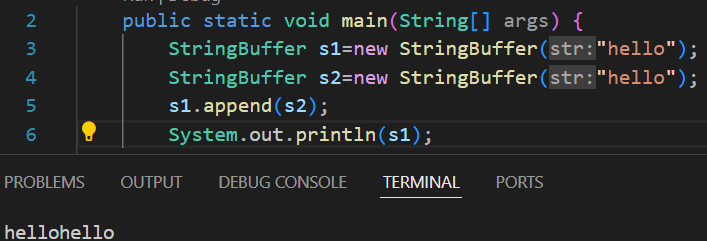 Run | Debug
2 public static void main(String[] args) {
3 StringBuffer s1=new StringBuffer(str:"hello");
4 StringBuffer s2=new StringBuffer(str:"hello");
5 s1.append(s2);
6 System.out.println(s1);
PROBLEMS OUTPUT DEBUG CONSOLE TERMINAL PORTS
hellohello